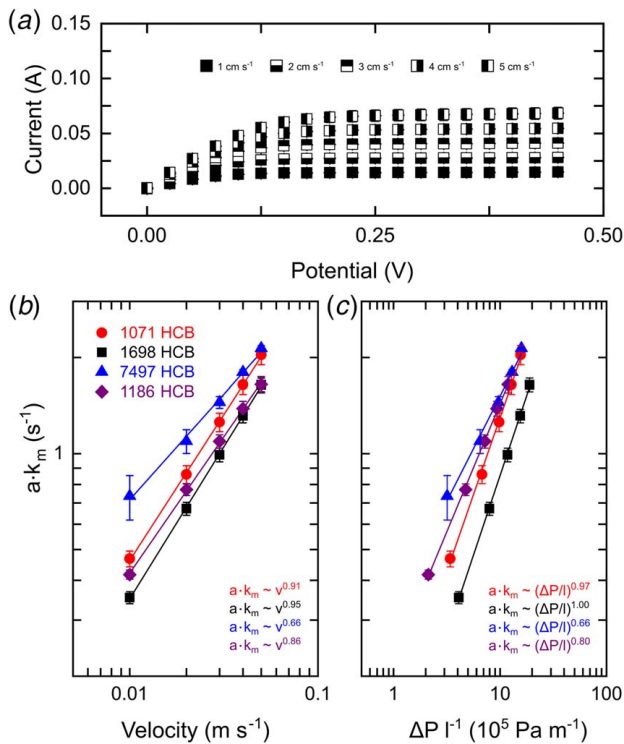 (a)
0.15
0.10
0.05
0.00
Current (A)
1 cm s⁻¹ 2 cm s⁻¹ 3 cm s⁻¹ 4 cm s⁻¹ 5 cm s⁻¹
0.00 0.25 0.50
Potential (V)
(b)
1071 HCB
1698 HCB
7497 HCB
1186 HCB
a·kₘ (s⁻¹)
1
a·kₘ ~ v⁰·⁹¹
a·kₘ ~ v⁰·⁹⁵
a·kₘ ~ v⁰·⁶⁶
a·kₘ ~ v⁰·⁸⁶
0.01 0.1
Velocity (m s⁻¹)
(c)
a·kₘ ~ (ΔP/l)⁰·⁹⁷
a·kₘ ~ (ΔP/l)¹·⁰⁰
a·kₘ ~ (ΔP/l)⁰·⁶⁶
a·kₘ ~ (ΔP/l)⁰·⁸⁰
1 10 100
ΔP l⁻¹ (10⁵ Pa m⁻¹)